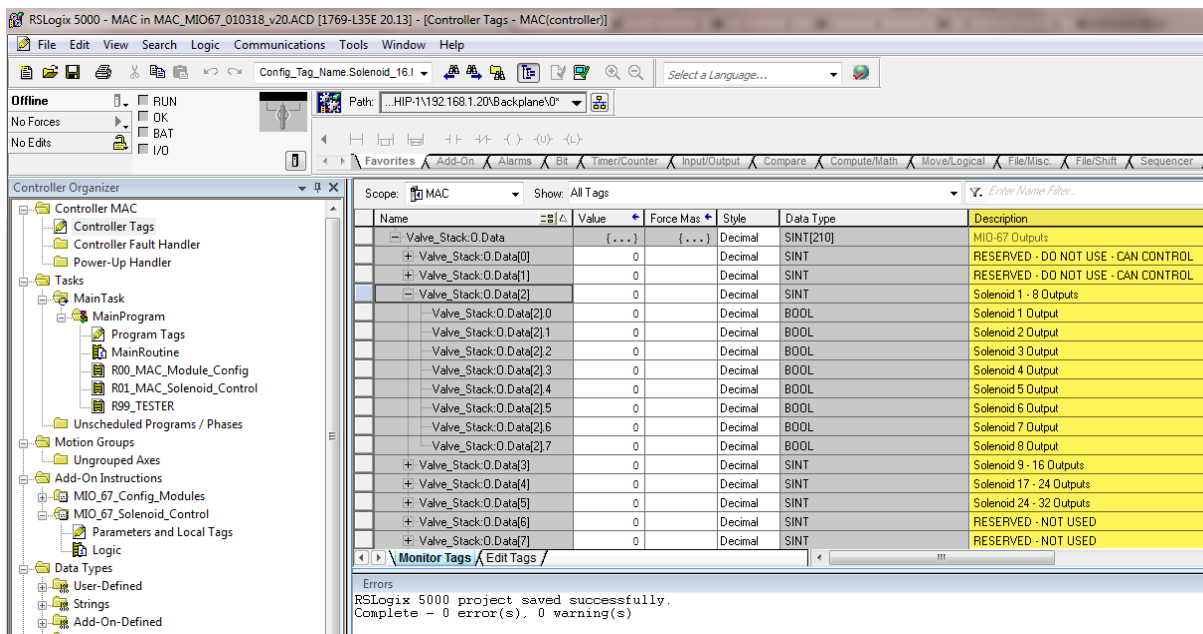 RSLogix 5000 - MAC in MAC_MIO67_010318_v20.ACD [1769-L35E 20.13] - [Controller Tags - MAC(controller)]
File Edit View Search Logic Communications Tools Window Help
Config_Tag_Name.Solenoid_16.I
Select a Language...
Offline
RUN
No Forces
OK
BAT
No Edits
I/O
Path: ...HIP-1\192.168.1.20\Backplane\0*
Favorites Add-On Alarms Bit Timer/Counter Input/Output Compare Compute/Math Move/Logical File/Misc. File/Shift Sequencer
Controller Organizer
Controller MAC
Controller Tags
Controller Fault Handler
Power-Up Handler
Tasks
MainTask
MainProgram
Program Tags
MainRoutine
R00_MAC_Module_Config
R01_MAC_Solenoid_Control
R99_TESTER
Unscheduled Programs / Phases
Motion Groups
Ungrouped Axes
Add-On Instructions
MIO_67_Config_Modules
MIO_67_Solenoid_Control
Parameters and Local Tags
Logic
Data Types
User-Defined
Strings
Add-On-Defined
Scope: MAC Show: All Tags Enter Name Filter...
Name Value Force Mas Style Data Type Description
Valve_Stack:O.Data {...} {...} Decimal SINT[210] MIO-67 Outputs
Valve_Stack:O.Data[0] 0 Decimal SINT RESERVED - DO NOT USE - CAN CONTROL
Valve_Stack:O.Data[1] 0 Decimal SINT RESERVED - DO NOT USE - CAN CONTROL
Valve_Stack:O.Data[2] 0 Decimal SINT Solenoid 1 - 8 Outputs
Valve_Stack:O.Data[2].0 0 Decimal BOOL Solenoid 1 Output
Valve_Stack:O.Data[2].1 0 Decimal BOOL Solenoid 2 Output
Valve_Stack:O.Data[2].2 0 Decimal BOOL Solenoid 3 Output
Valve_Stack:O.Data[2].3 0 Decimal BOOL Solenoid 4 Output
Valve_Stack:O.Data[2].4 0 Decimal BOOL Solenoid 5 Output
Valve_Stack:O.Data[2].5 0 Decimal BOOL Solenoid 6 Output
Valve_Stack:O.Data[2].6 0 Decimal BOOL Solenoid 7 Output
Valve_Stack:O.Data[2].7 0 Decimal BOOL Solenoid 8 Output
Valve_Stack:O.Data[3] 0 Decimal SINT Solenoid 9 - 16 Outputs
Valve_Stack:O.Data[4] 0 Decimal SINT Solenoid 17 - 24 Outputs
Valve_Stack:O.Data[5] 0 Decimal SINT Solenoid 24 - 32 Outputs
Valve_Stack:O.Data[6] 0 Decimal SINT RESERVED - NOT USED
Valve_Stack:O.Data[7] 0 Decimal SINT RESERVED - NOT USED
Monitor Tags Edit Tags
Errors
RSLogix 5000 project saved successfully.
Complete - 0 error(s), 0 warning(s)